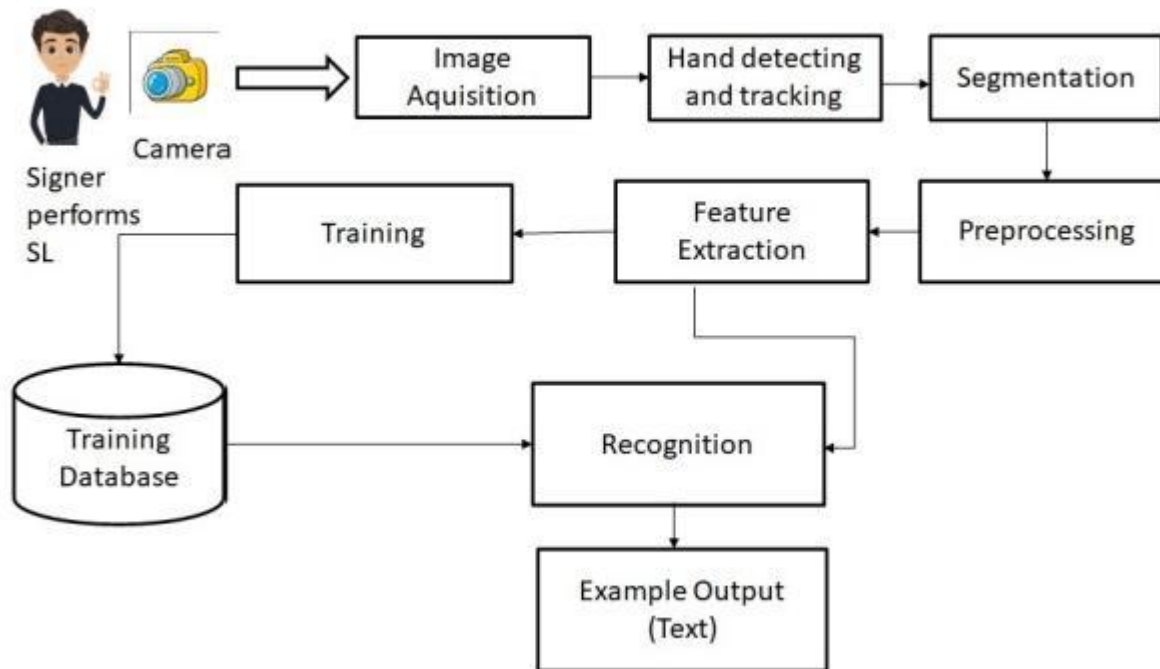 Image
Aquisition
Hand detecting
and tracking
Segmentation
Camera
Signer
performs
SL
Training
Feature
Extraction
Preprocessing
Training
Database
Recognition
Example Output
(Text)